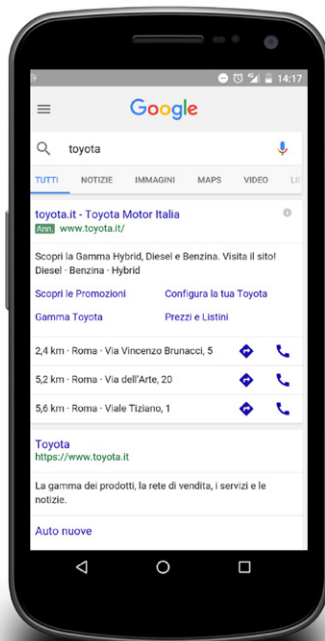 14:17
Google
toyota
TUTTI NOTIZIE IMMAGINI MAPS VIDEO
toyota.it - Toyota Motor Italia
Ann. www.toyota.it/
Scopri la Gamma Hybrid, Diesel e Benzina. Visita il sito!
Diesel · Benzina · Hybrid
Scopri le Promozioni Configura la tua Toyota
Gamma Toyota Prezzi e Listini
2,4 km · Roma · Via Vincenzo Brunacci, 5
5,2 km · Roma · Via dell'Arte, 20
5,6 km · Roma · Viale Tiziano, 1
Toyota
https://www.toyota.it
La gamma dei prodotti, la rete di vendita, i servizi e le
notizie.
Auto nuove